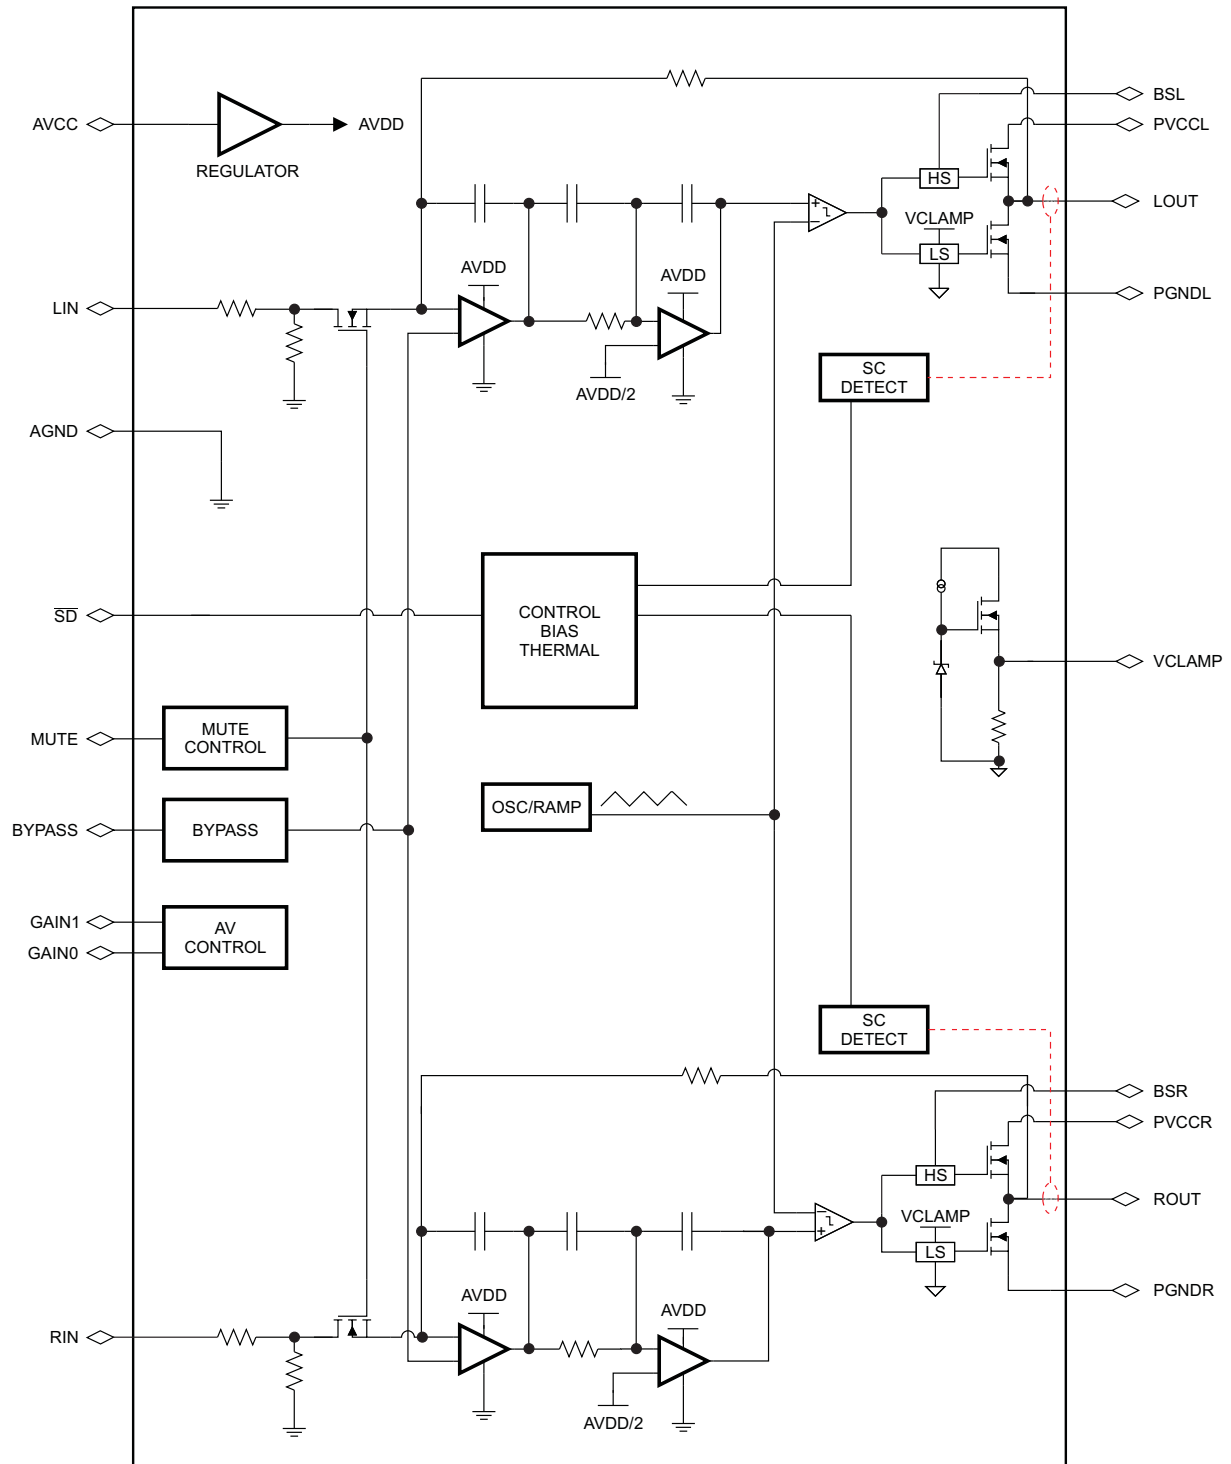 BSL
AVCC
AVDD
PVCCL
REGULATOR
HS
LOUT
VCLAMP
LS
AVDD
AVDD
PGNDL
LIN
SC
DETECT
AVDD/2
AGND
SD
CONTROL
BIAS
THERMAL
VCLAMP
MUTE
MUTE
CONTROL
OSC/RAMP
BYPASS
BYPASS
GAIN1
GAIN0
AV
CONTROL
SC
DETECT
BSR
PVCCR
HS
ROUT
VCLAMP
LS
AVDD
AVDD
PGNDR
RIN
AVDD/2